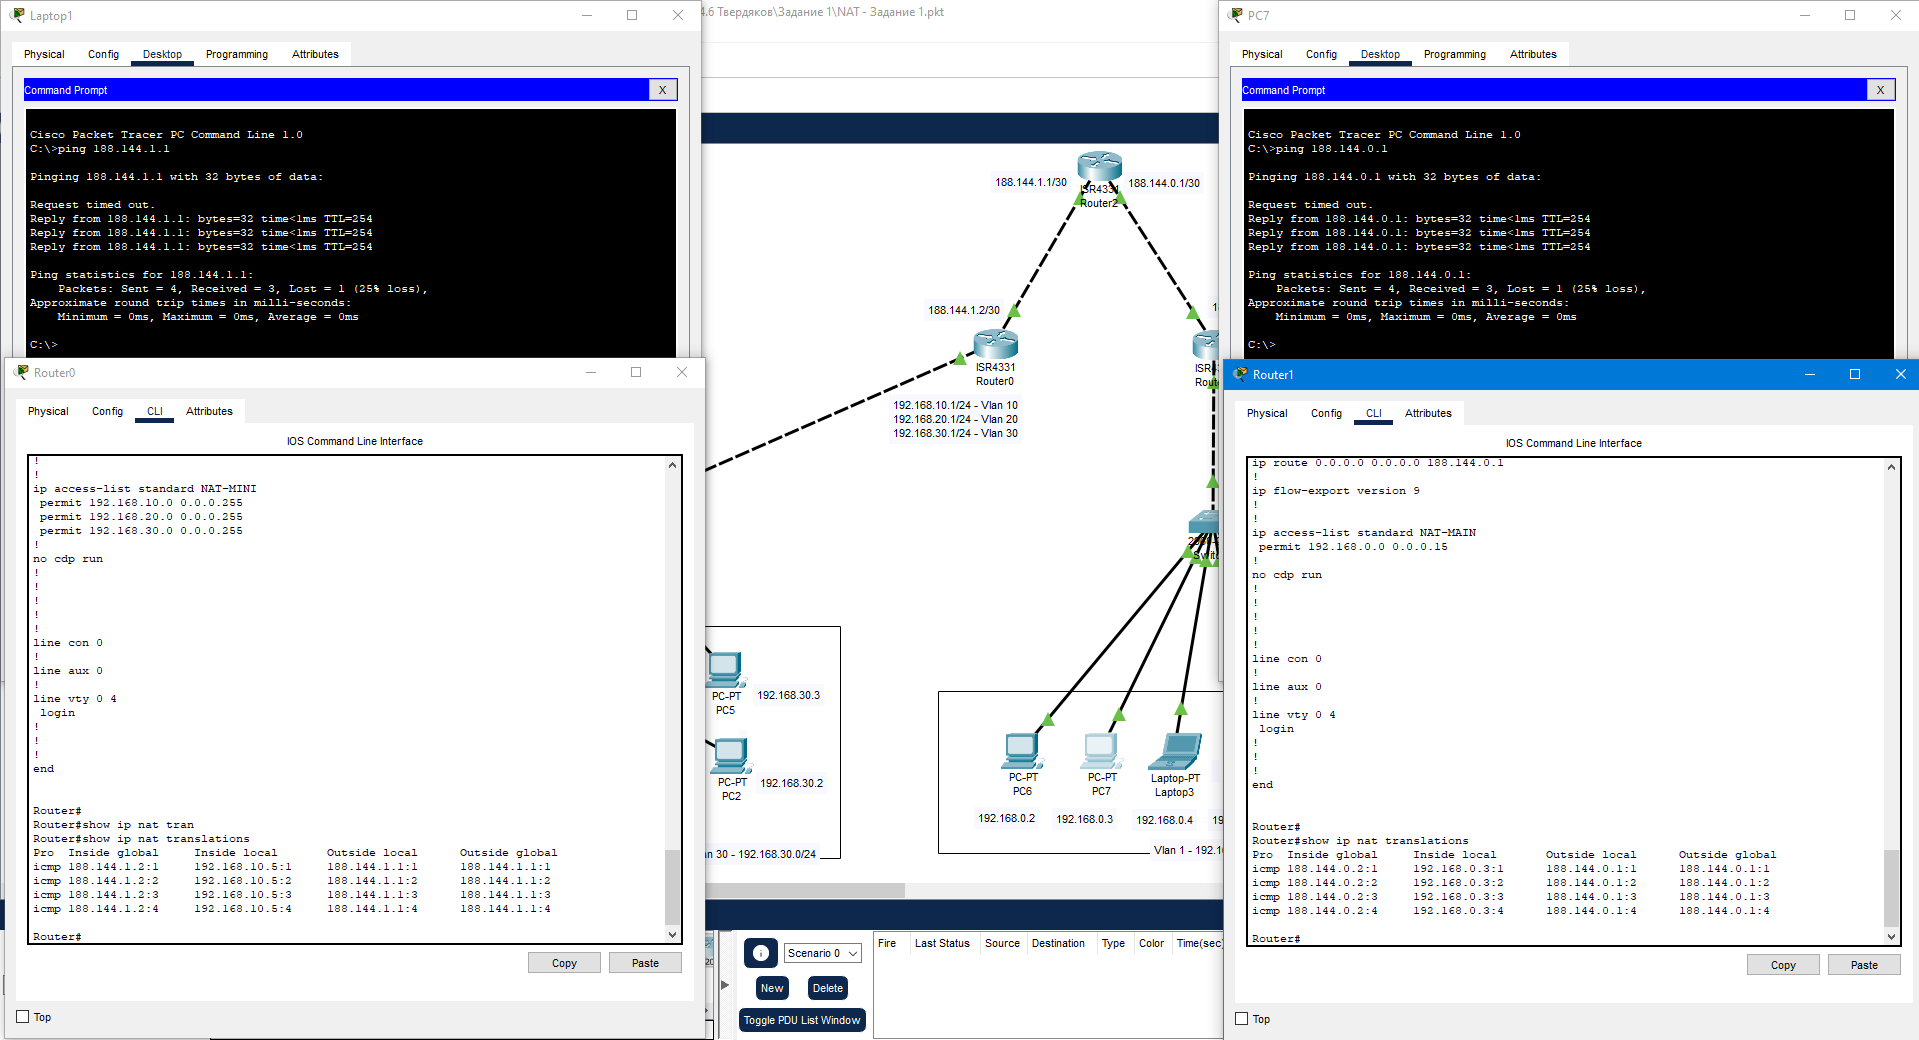 Laptop1
Physical Config Desktop Programming Attributes
Command Prompt X
Cisco Packet Tracer PC Command Line 1.0
C:\>ping 188.144.1.1
Pinging 188.144.1.1 with 32 bytes of data:
Request timed out.
Reply from 188.144.1.1: bytes=32 time<1ms TTL=254
Reply from 188.144.1.1: bytes=32 time<1ms TTL=254
Reply from 188.144.1.1: bytes=32 time<1ms TTL=254
Ping statistics for 188.144.1.1:
Packets: Sent = 4, Received = 3, Lost = 1 (25% loss),
Approximate round trip times in milli-seconds:
Minimum = 0ms, Maximum = 0ms, Average = 0ms
C:\>
4.6 Твердяков\Задание 1\NAT - Задание 1.pkt
PC7
Physical Config Desktop Programming Attributes
Command Prompt X
Cisco Packet Tracer PC Command Line 1.0
C:\>ping 188.144.0.1
Pinging 188.144.0.1 with 32 bytes of data:
Request timed out.
Reply from 188.144.0.1: bytes=32 time<1ms TTL=254
Reply from 188.144.0.1: bytes=32 time<1ms TTL=254
Reply from 188.144.0.1: bytes=32 time<1ms TTL=254
Ping statistics for 188.144.0.1:
Packets: Sent = 4, Received = 3, Lost = 1 (25% loss),
Approximate round trip times in milli-seconds:
Minimum = 0ms, Maximum = 0ms, Average = 0ms
C:\>
188.144.1.1/30
188.144.0.1/30
ISR4331
Router2
188.144.1.2/30
ISR4331
Router0
192.168.10.1/24 - Vlan 10
192.168.20.1/24 - Vlan 20
192.168.30.1/24 - Vlan 30
PC-PT
PC5
192.168.30.3
PC-PT
PC2
192.168.30.2
30 - 192.168.30.0/24
PC-PT
PC6
192.168.0.2
PC-PT
PC7
192.168.0.3
Laptop-PT
Laptop3
192.168.0.4
Vlan 1 - 192.1
Router0
Physical Config CLI Attributes
IOS Command Line Interface
!
!
ip access-list standard NAT-MINI
permit 192.168.10.0 0.0.0.255
permit 192.168.20.0 0.0.0.255
permit 192.168.30.0 0.0.0.255
!
no cdp run
!
!
!
!
!
line con 0
!
line aux 0
!
line vty 0 4
login
!
!
!
end
Router#
Router#show ip nat tran
Router#show ip nat translations
Pro Inside global Inside local Outside local Outside global
icmp 188.144.1.2:1 192.168.10.5:1 188.144.1.1:1 188.144.1.1:1
icmp 188.144.1.2:2 192.168.10.5:2 188.144.1.1:2 188.144.1.1:2
icmp 188.144.1.2:3 192.168.10.5:3 188.144.1.1:3 188.144.1.1:3
icmp 188.144.1.2:4 192.168.10.5:4 188.144.1.1:4 188.144.1.1:4
Router#
Copy Paste
Top
Scenario 0
New Delete
Toggle PDU List Window
Fire Last Status Source Destination Type Color Time(sec)
Router1
Physical Config CLI Attributes
IOS Command Line Interface
ip route 0.0.0.0 0.0.0.0 188.144.0.1
!
ip flow-export version 9
!
!
ip access-list standard NAT-MAIN
permit 192.168.0.0 0.0.0.15
!
no cdp run
!
!
!
!
!
line con 0
!
line aux 0
!
line vty 0 4
login
!
!
!
end
Router#
Router#show ip nat translations
Pro Inside global Inside local Outside local Outside global
icmp 188.144.0.2:1 192.168.0.3:1 188.144.0.1:1 188.144.0.1:1
icmp 188.144.0.2:2 192.168.0.3:2 188.144.0.1:2 188.144.0.1:2
icmp 188.144.0.2:3 192.168.0.3:3 188.144.0.1:3 188.144.0.1:3
icmp 188.144.0.2:4 192.168.0.3:4 188.144.0.1:4 188.144.0.1:4
Router#
Copy Paste
Top